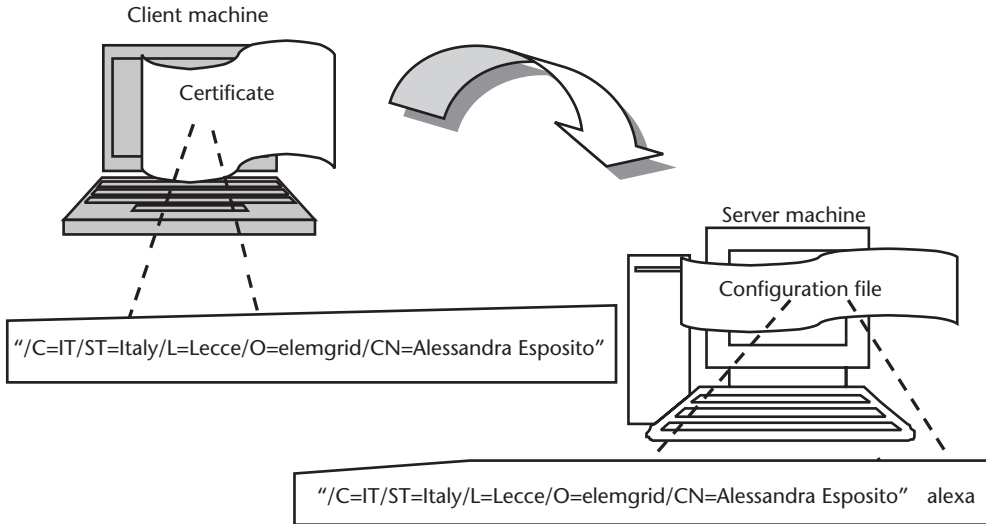 Client machine
Certificate
Server machine
Configuration file
“/C=IT/ST=Italy/L=Lecce/O=elemgrid/CN=Alessandra Esposito”
“/C=IT/ST=Italy/L=Lecce/O=elemgrid/CN=Alessandra Esposito” alexa